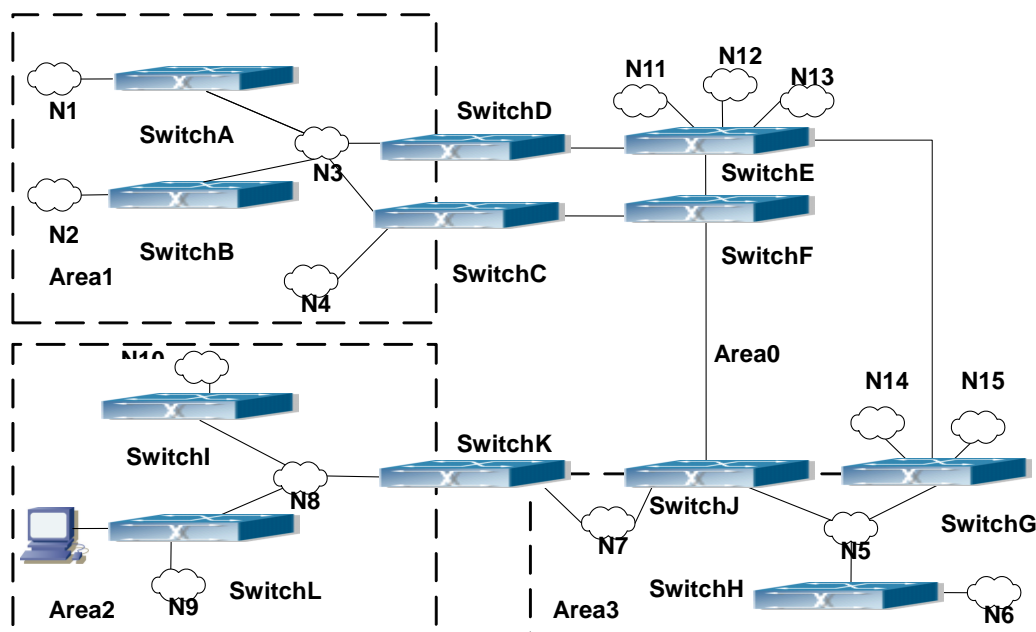 N11
N12
N13
N1
SwitchA
SwitchD
N3
SwitchE
N2
SwitchB
SwitchF
Area1
SwitchC
N4
Area0
N10
N14
N15
SwitchI
SwitchK
N8
SwitchJ
SwitchG
N7
N5
SwitchH
SwitchL
N9
Area2
Area3
N6